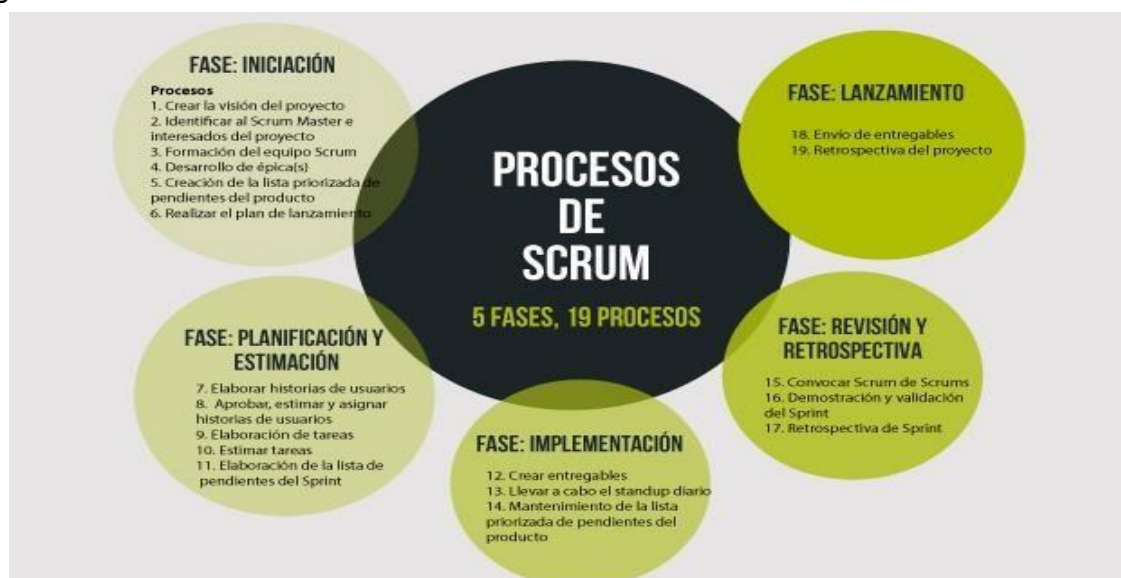 FASE: INICIACIÓN
Procesos
1. Crear la visión del proyecto
2. Identificar al Scrum Master e
interesados del proyecto
3. Formación del equipo Scrum
4. Desarrollo de épica(s)
5. Creación de la lista priorizada de
pendientes del producto
6. Realizar el plan de lanzamiento
PROCESOS
DE
SCRUM
5 FASES, 19 PROCESOS
FASE: LANZAMIENTO
18. Envio de entregables
19. Retrospectiva del proyecto
FASE: PLANIFICACIÓN Y
ESTIMACIÓN
7. Elaborar historias de usuarios
8. Aprobar, estimar y asignar
historias de usuarios
9. Elaboración de tareas
10. Estimar tareas
11. Elaboración de la lista de
pendientes del Sprint
FASE: IMPLEMENTACIÓN
12. Crear entregables
13. Llevar a cabo el standup diario
14. Mantenimiento de la lista
priorizada de pendientes del
producto
FASE: REVISIÓN Y
RETROSPECTIVA
15. Convocar Scrum de Scrums
16. Demostración y validación
del Sprint
17. Retrospectiva de Sprint